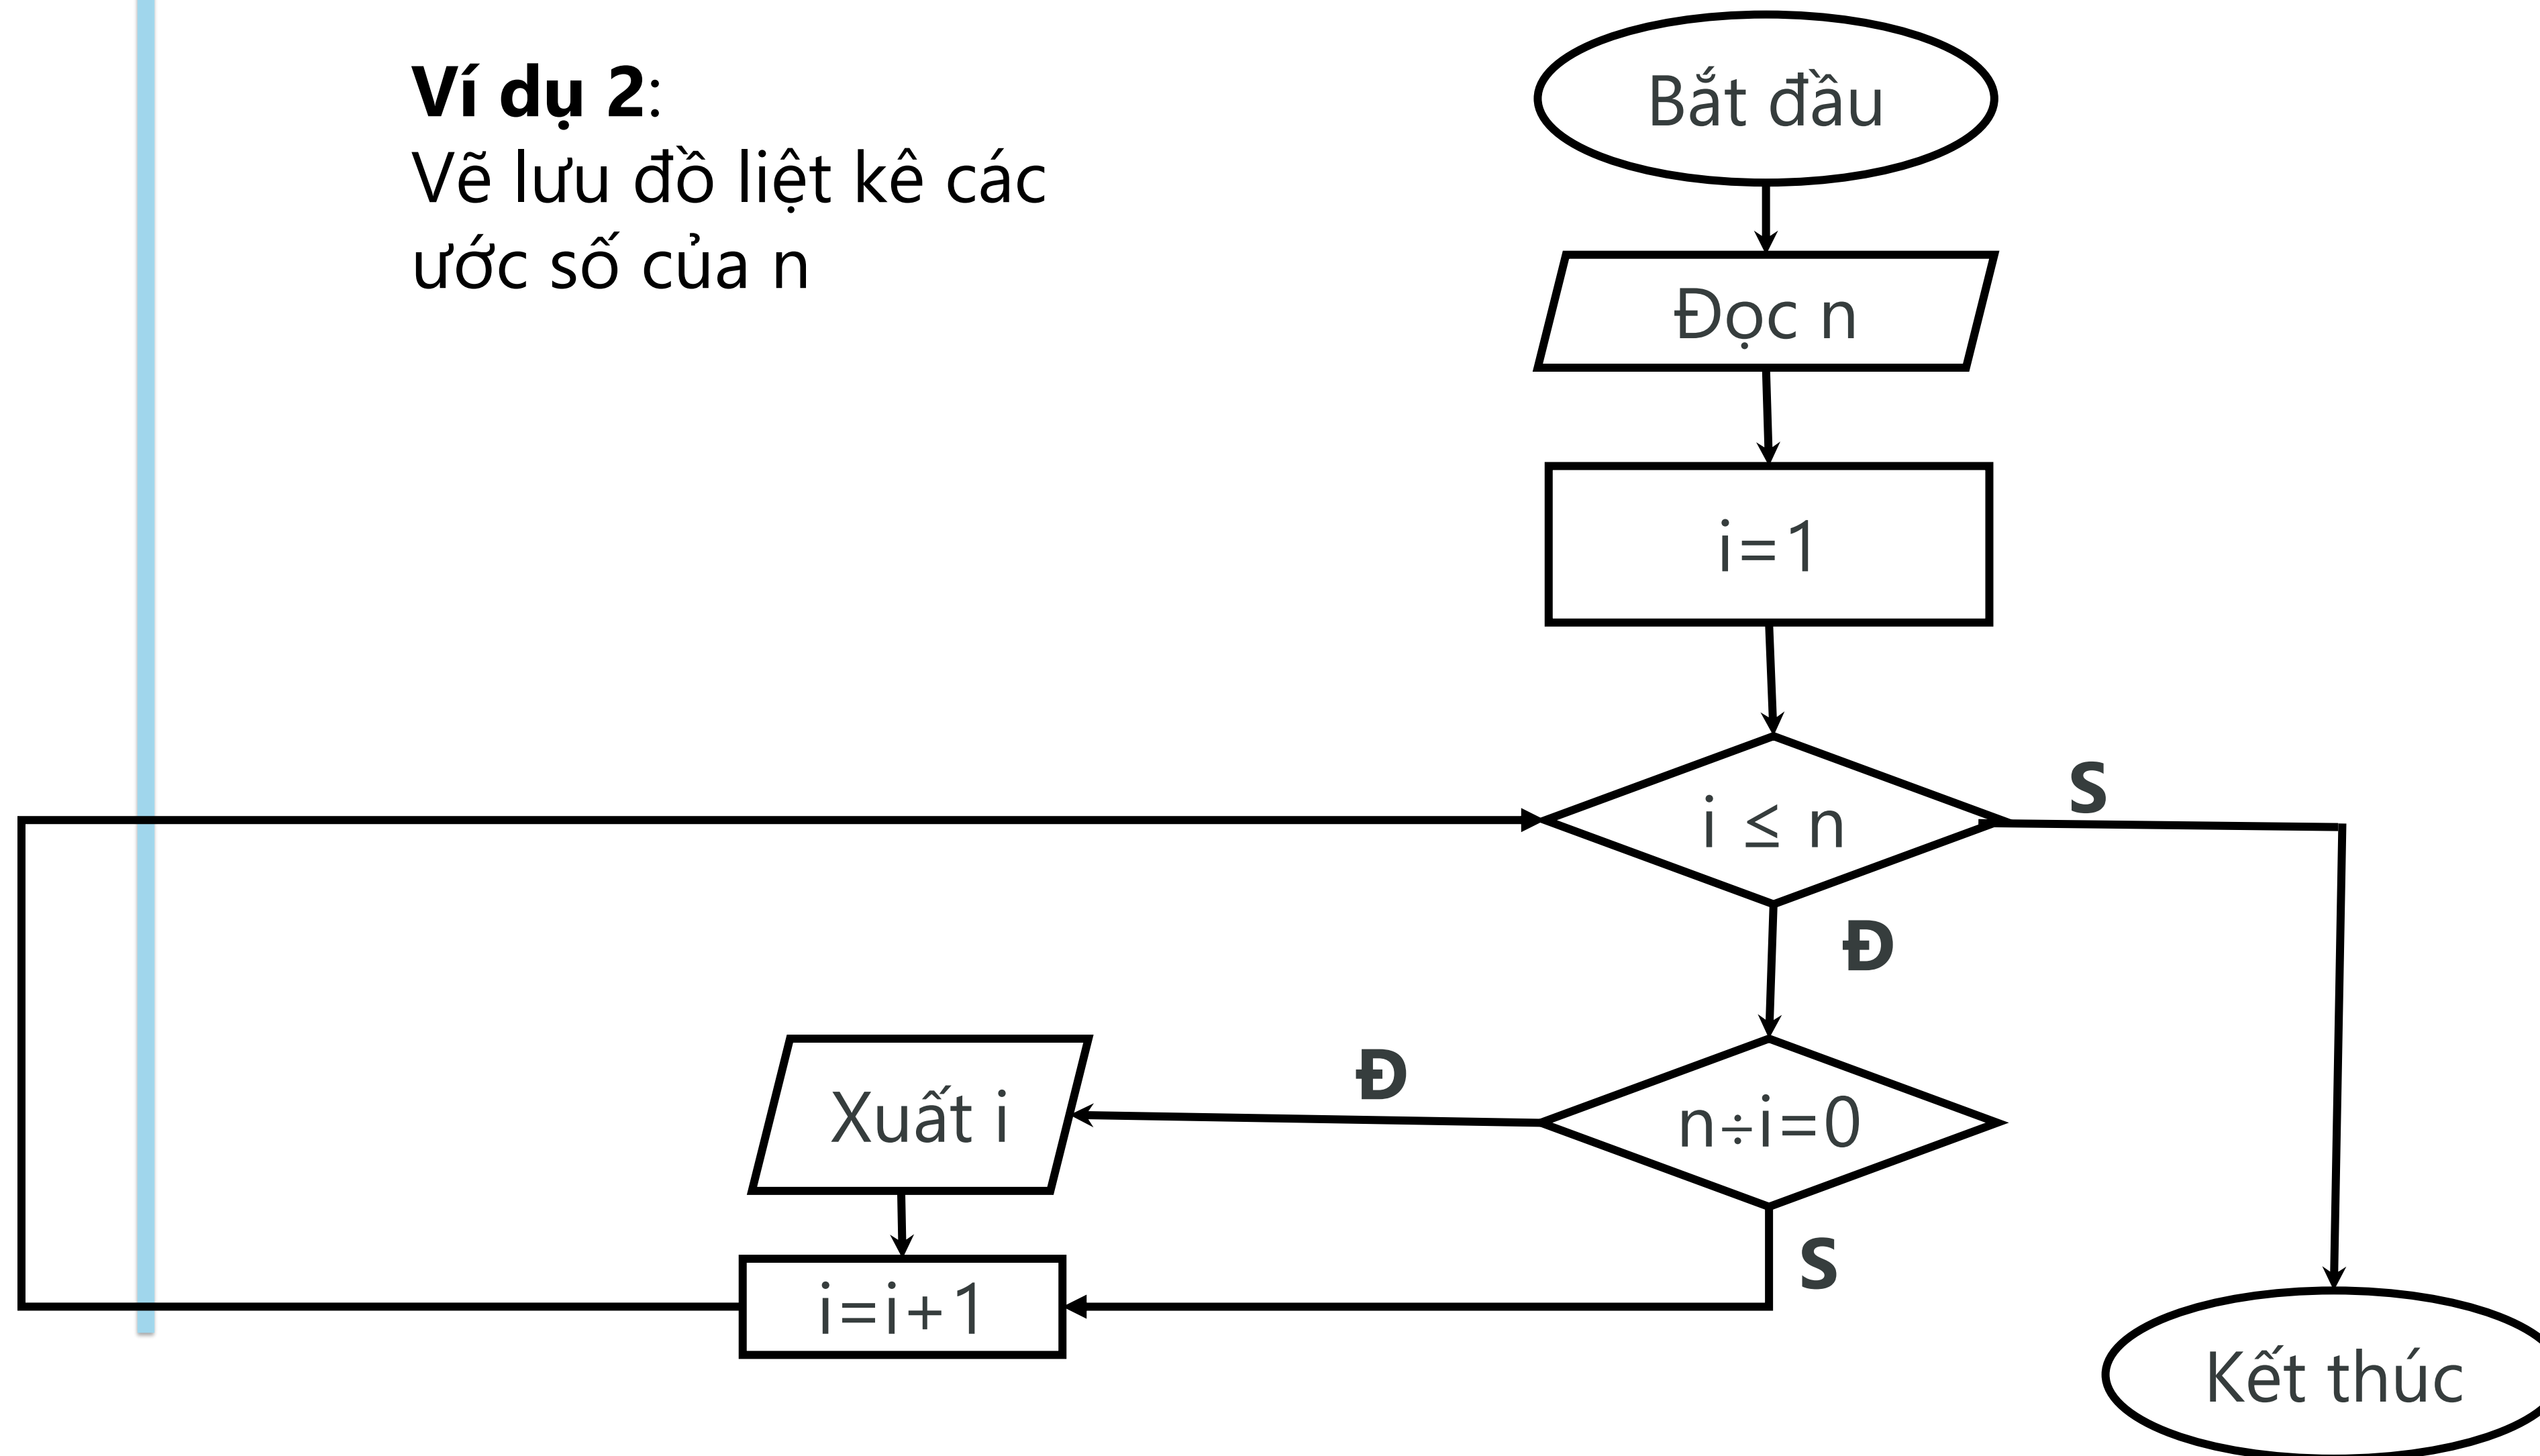 Ví dụ 2:
Vẽ lưu đồ liệt kê các
ước số của n
Bắt đầu
Đọc n
i=1
i ≤ n
S
Đ
n÷i=0
Đ
Xuất i
S
i=i+1
Kết thúc